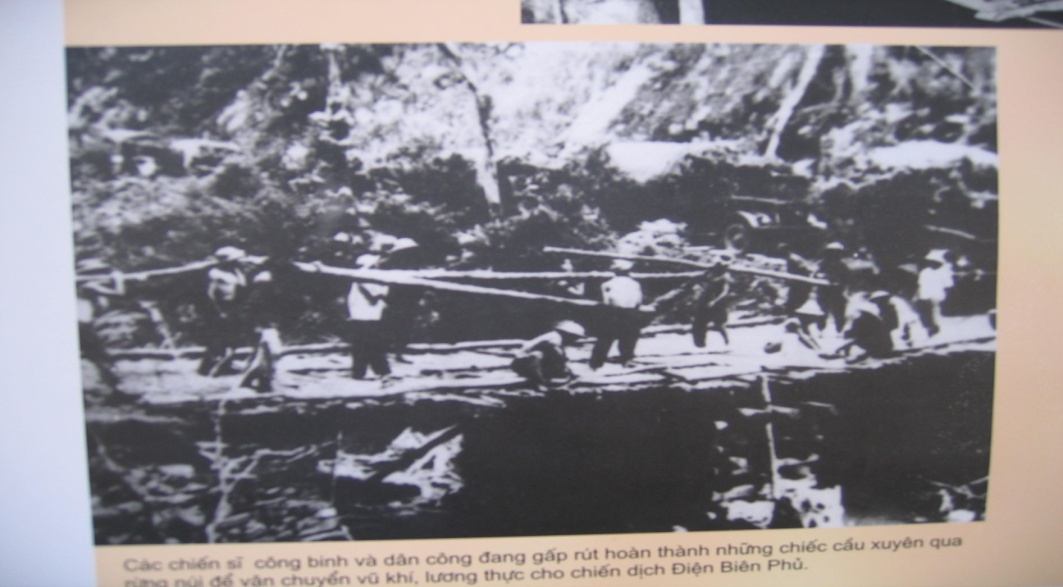 Các chiến sĩ công binh và dân công đang gấp rút hoàn thành những chiếc cầu xuyên qua
rừng núi để vận chuyển vũ khí, lương thực cho chiến dịch Điện Biên Phủ.